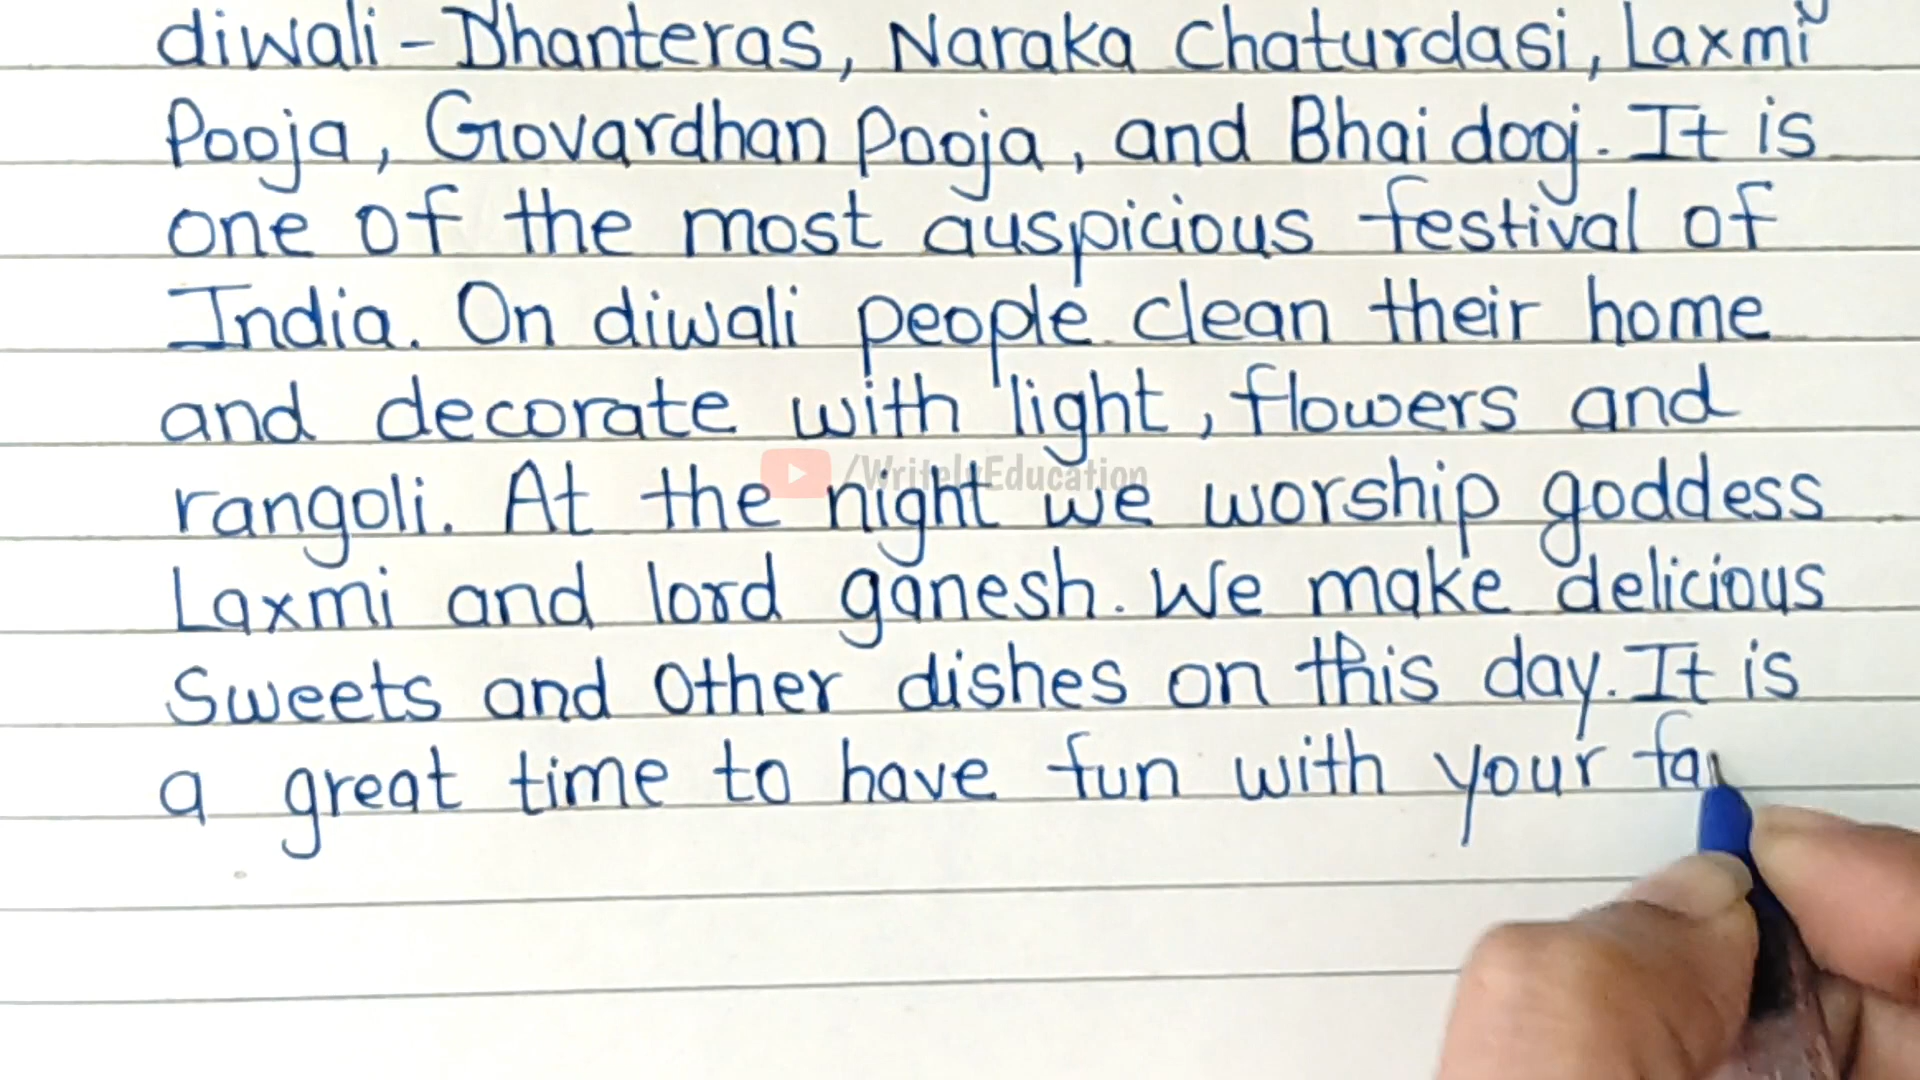 diwali - Dhanteras, Naraka Chaturdasi, Laxmi
Pooja, Govardhan Pooja, and Bhai dooj. It is
one of the most auspicious festival of
India. On diwali people clean their home
and decorate with light, flowers and
/WritelyEducation
rangoli. At the night we worship goddess
Laxmi and lord ganesh. We make delicious
Sweets and other dishes on this day. It is
a great time to have fun with your fa